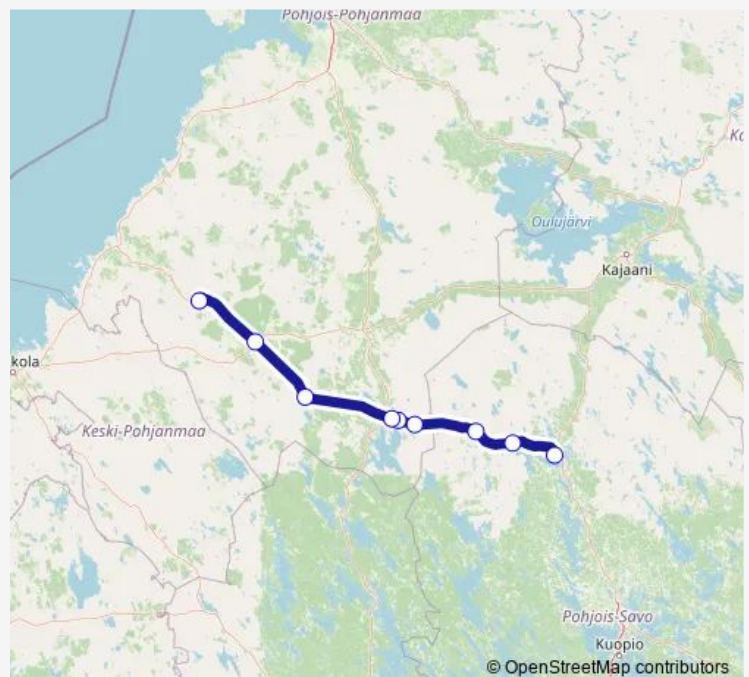 Pohjois-Pohjanmaa
Oulujärvi
Kajaani
kola
Keski-Pohjanmaa
Pohjois-Savo
Kuopio
© OpenStreetMap contributors